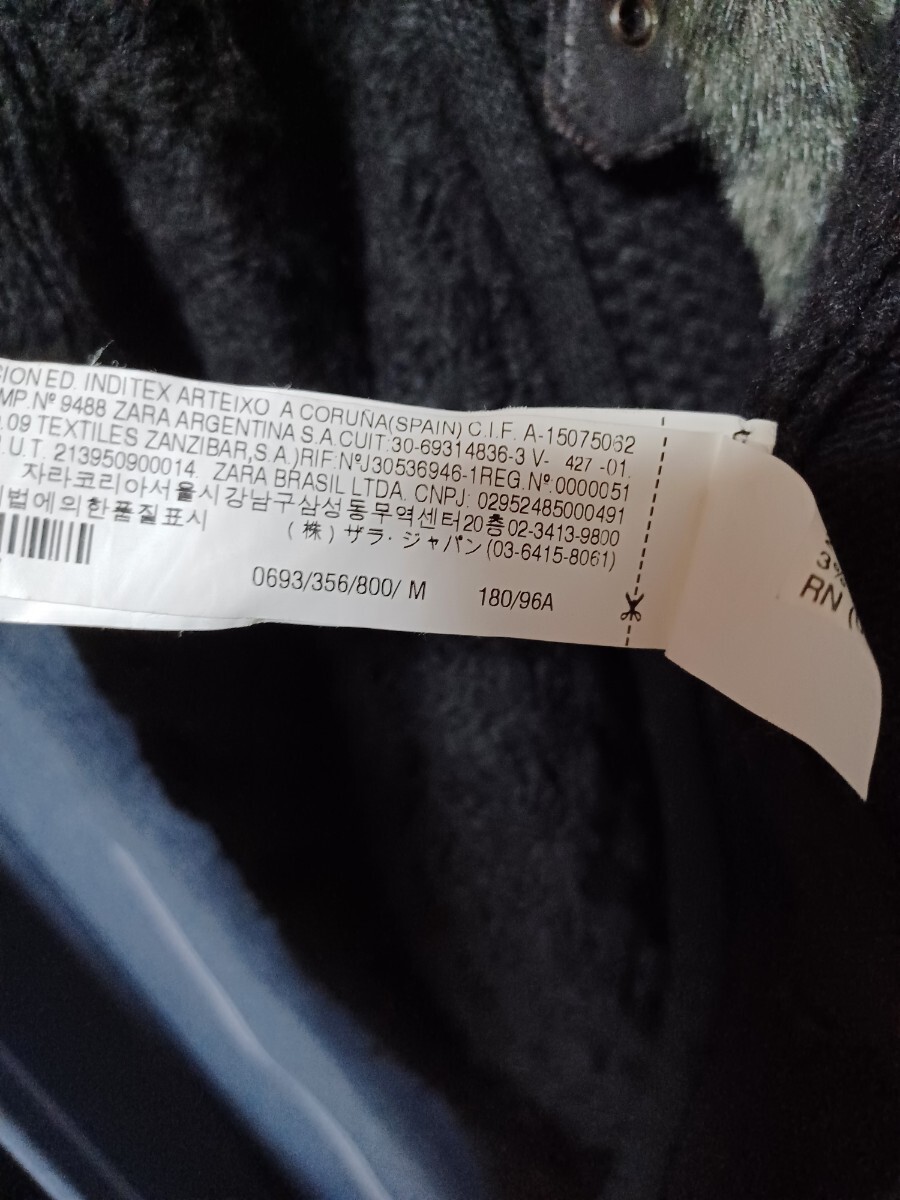 SION ED. INDITEX ARTEIXO A CORUÑA(SPAIN) C.I.F. A-15075062
MP.Nº 9488 ZARA ARGENTINA S.A.CUIT:30-69314836-3 V- 427 -01.
.09 TEXTILES ZANZIBAR,S.A.)RIF:NºJ30536946-1REG.Nº.0000051
.U.T. 213950900014 ZARA BRASIL LTDA. CNPJ: 02952485000491
자라코리아서울시강남구삼성동무역센터20층02-3413-9800
법에의한품질표시 (株) ザラ・ジャパン(03-6415-8061)
0693/356/800/ M 180/96A
3%
RN (